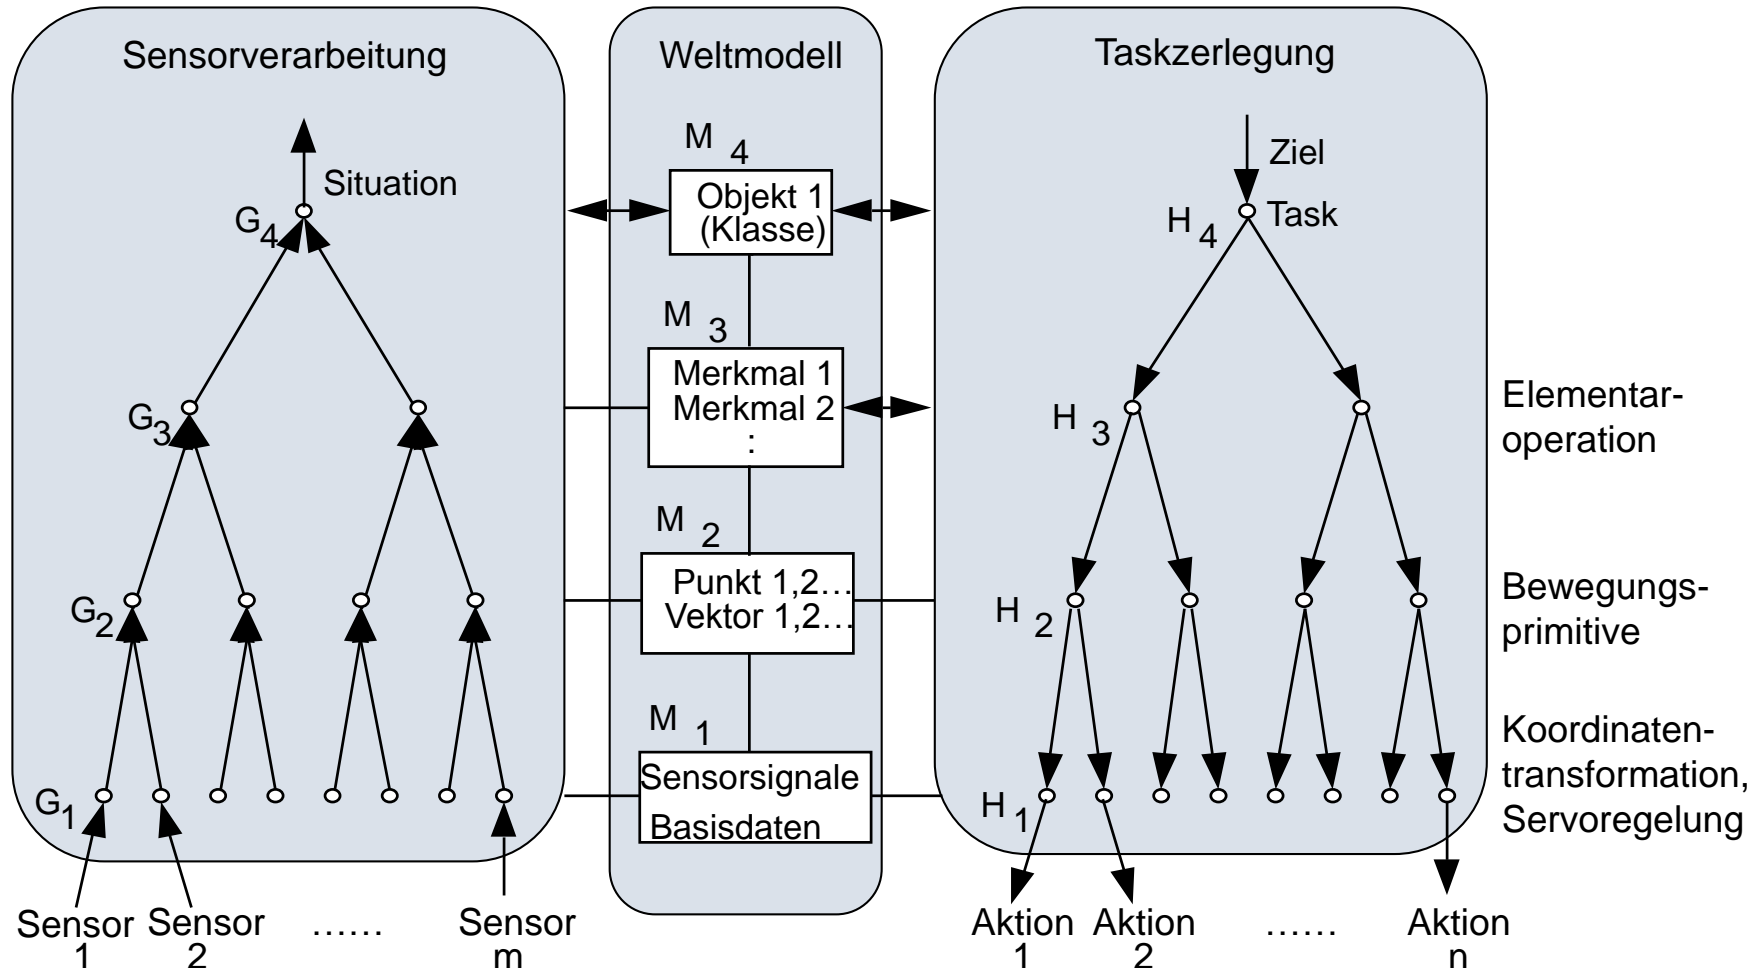 Sensorverarbeitung
Situation
G4
G3
G2
G1
Sensor 1
Sensor 2
......
Sensor m
Weltmodell
M 4
Objekt 1
(Klasse)
M 3
Merkmal 1
Merkmal 2
:
M 2
Punkt 1,2...
Vektor 1,2...
M 1
Sensorsignale
Basisdaten
Taskzerlegung
Ziel
Task
H 4
H 3
H 2
H 1
Aktion 1
Aktion 2
......
Aktion n
Elementar-
operation
Bewegungs-
primitive
Koordinaten-
transformation,
Servoregelung